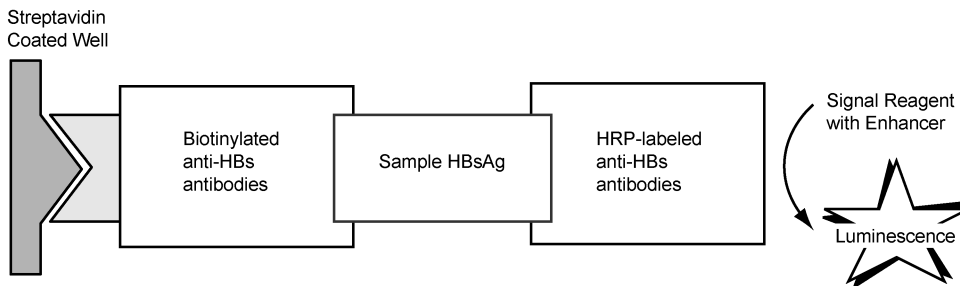 Streptavidin
Coated Well
Biotinylated
anti-HBs
antibodies
Sample HBsAg
HRP-labeled
anti-HBs
antibodies
Signal Reagent
with Enhancer
Luminescence